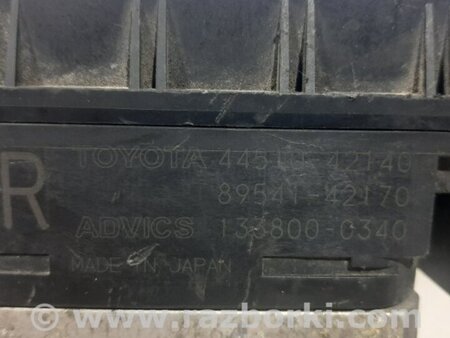 R
TOYOTA 44510-42140
89541-42170
ADVICS 133800-0340
MADE IN JAPAN
www.razborki.com